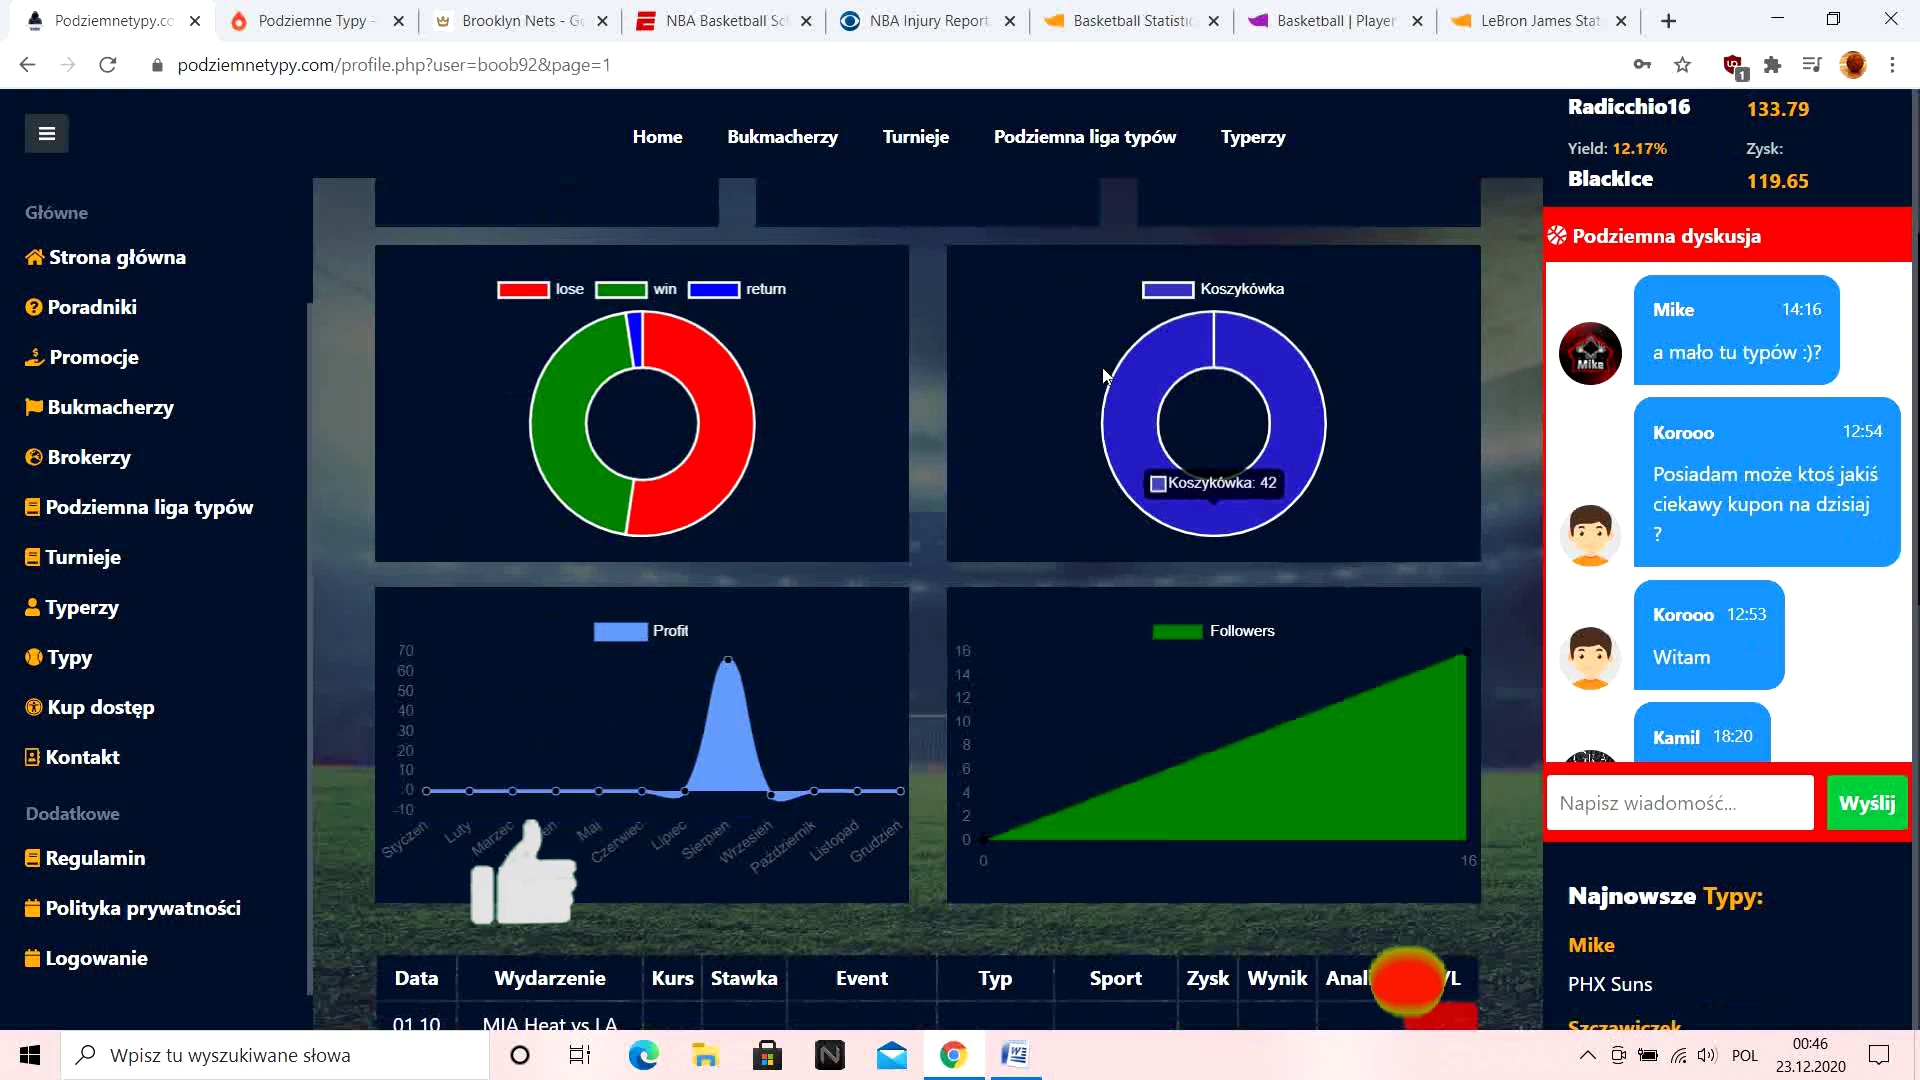 Podziemnetypy.co
Podziemne Typy -
Brooklyn Nets - G
NBA Basketball Sc
NBA Injury Report
Basketball Statistic
Basketball | Player
LeBron James Stat
podziemnetypy.com/profile.php?user=boob92&page=1
1
Home
Bukmacherzy
Turnieje
Podziemna liga typów
Typerzy
Główne
Strona główna
Poradniki
Promocje
Bukmacherzy
Brokerzy
Podziemna liga typów
Turnieje
Typerzy
Typy
Kup dostęp
Kontakt
Dodatkowe
Regulamin
Polityka prywatności
Logowanie
lose win return
Koszykówka
Koszykówka: 42
Profit
70
60
50
40
30
20
10
0
-10
Styczeń
Luty
Marzec
Maj
Czerwiec
Lipiec
Sierpień
Wrzesień
Październik
Listopad
Grudzień
Followers
16
14
12
10
8
6
4
2
0
0 16
Data Wydarzenie Kurs Stawka Event Typ Sport Zysk Wynik Anali /L
01.10 MIA Heat vs LA
Radicchio16 133.79
Yield: 12.17% Zysk:
BlackIce 119.65
Podziemna dyskusja
Mike 14:16
a mało tu typów :)?
Mike
Korooo 12:54
Posiadam może ktoś jakiś
ciekawy kupon na dzisiaj
?
Korooo 12:53
Witam
Kamil 18:20
Napisz wiadomość...
Wyślij
Najnowsze Typy:
Mike
PHX Suns
Szczawiczek
Wpisz tu wyszukiwane słowa
N
W
POL
00:46
23.12.2020